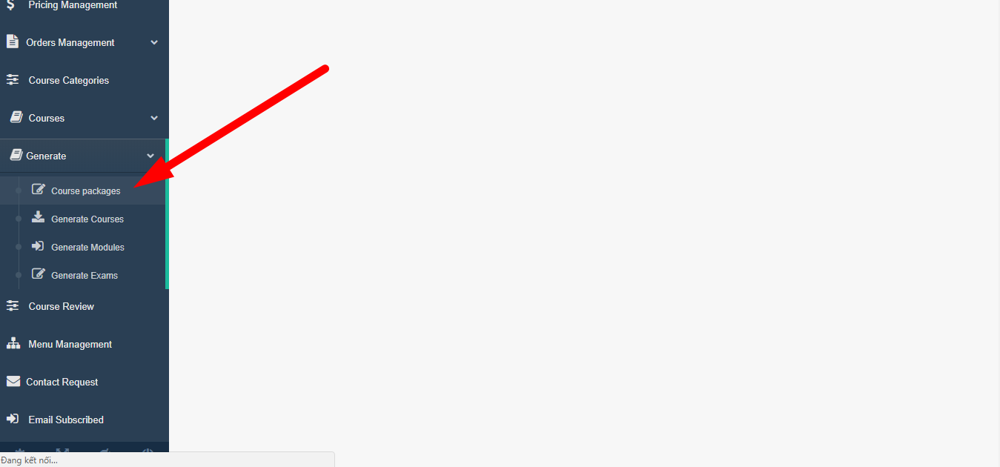 Pricing Management
Orders Management
Course Categories
Courses
Generate
Course packages
Generate Courses
Generate Modules
Generate Exams
Course Review
Menu Management
Contact Request
Email Subscribed
Đang kết nối...